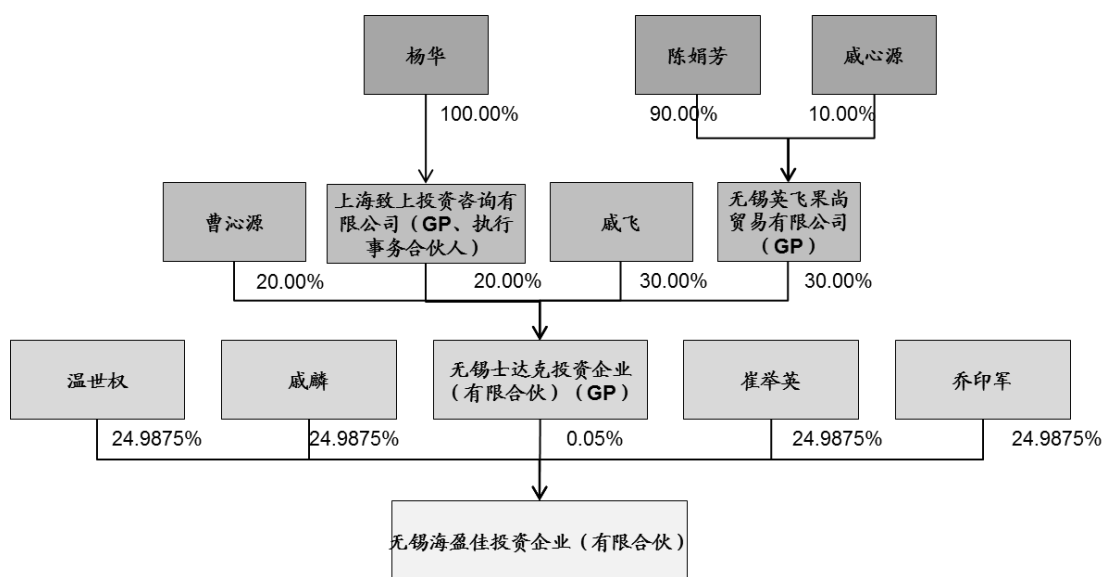 杨华
陈娟芳
戚心源
100.00%
90.00%
10.00%
曹沁源
上海致上投资咨询有
限公司（GP、执行
事务合伙人）
戚飞
无锡英飞果尚
贸易有限公司
（GP）
20.00%
20.00%
30.00%
30.00%
温世权
戚麟
无锡士达克投资企业
（有限合伙）（GP）
崔举英
乔印军
24.9875%
24.9875%
0.05%
24.9875%
24.9875%
无锡海盈佳投资企业（有限合伙）